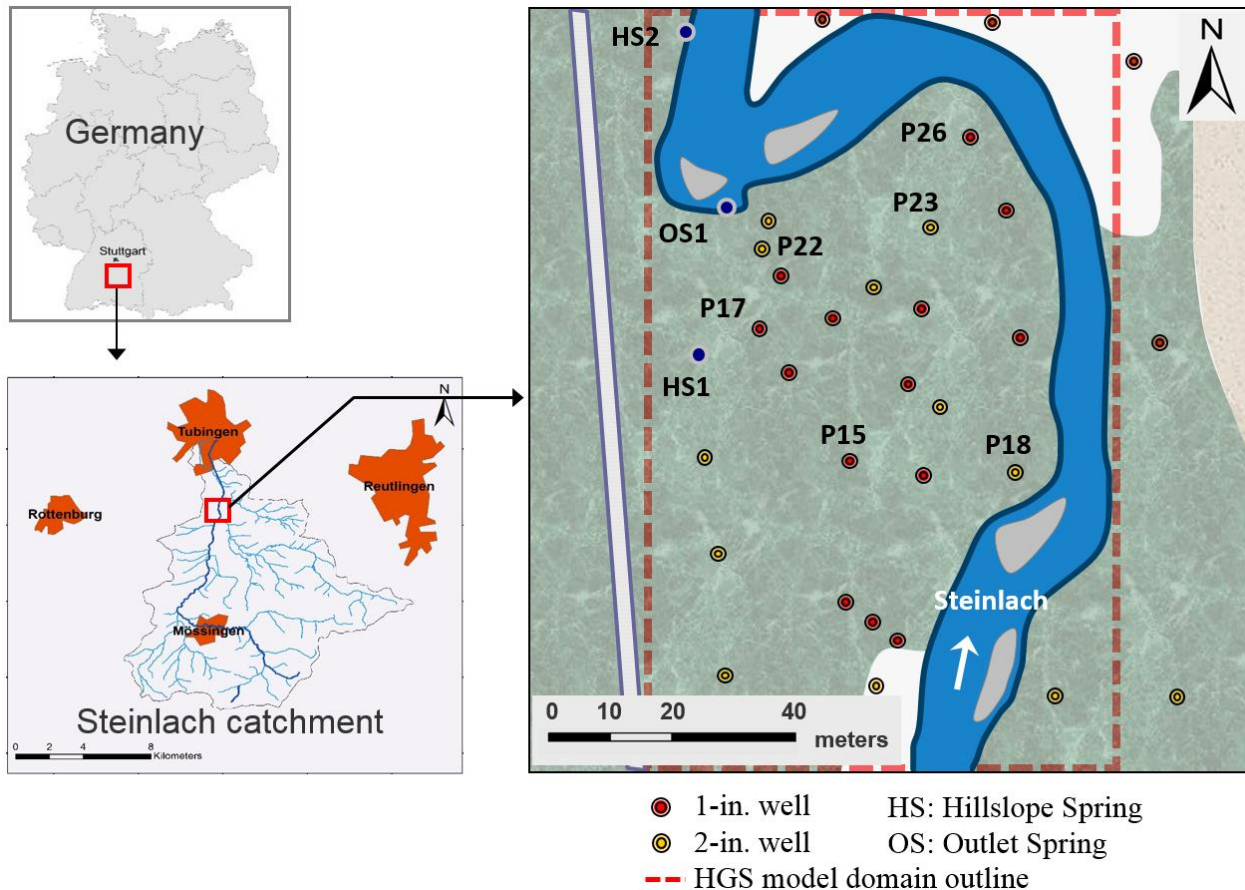 Germany
Stuttgart
N
Tubingen
Reutlingen
Rottenburg
Mössingen
Steinlach catchment
0 2 4 8
Kilometers
HS2
N
P26
P23
OS1
P22
P17
HS1
P15
P18
Steinlach
0 10 20 40
meters
1-in. well HS: Hillslope Spring
2-in. well OS: Outlet Spring
HGS model domain outline